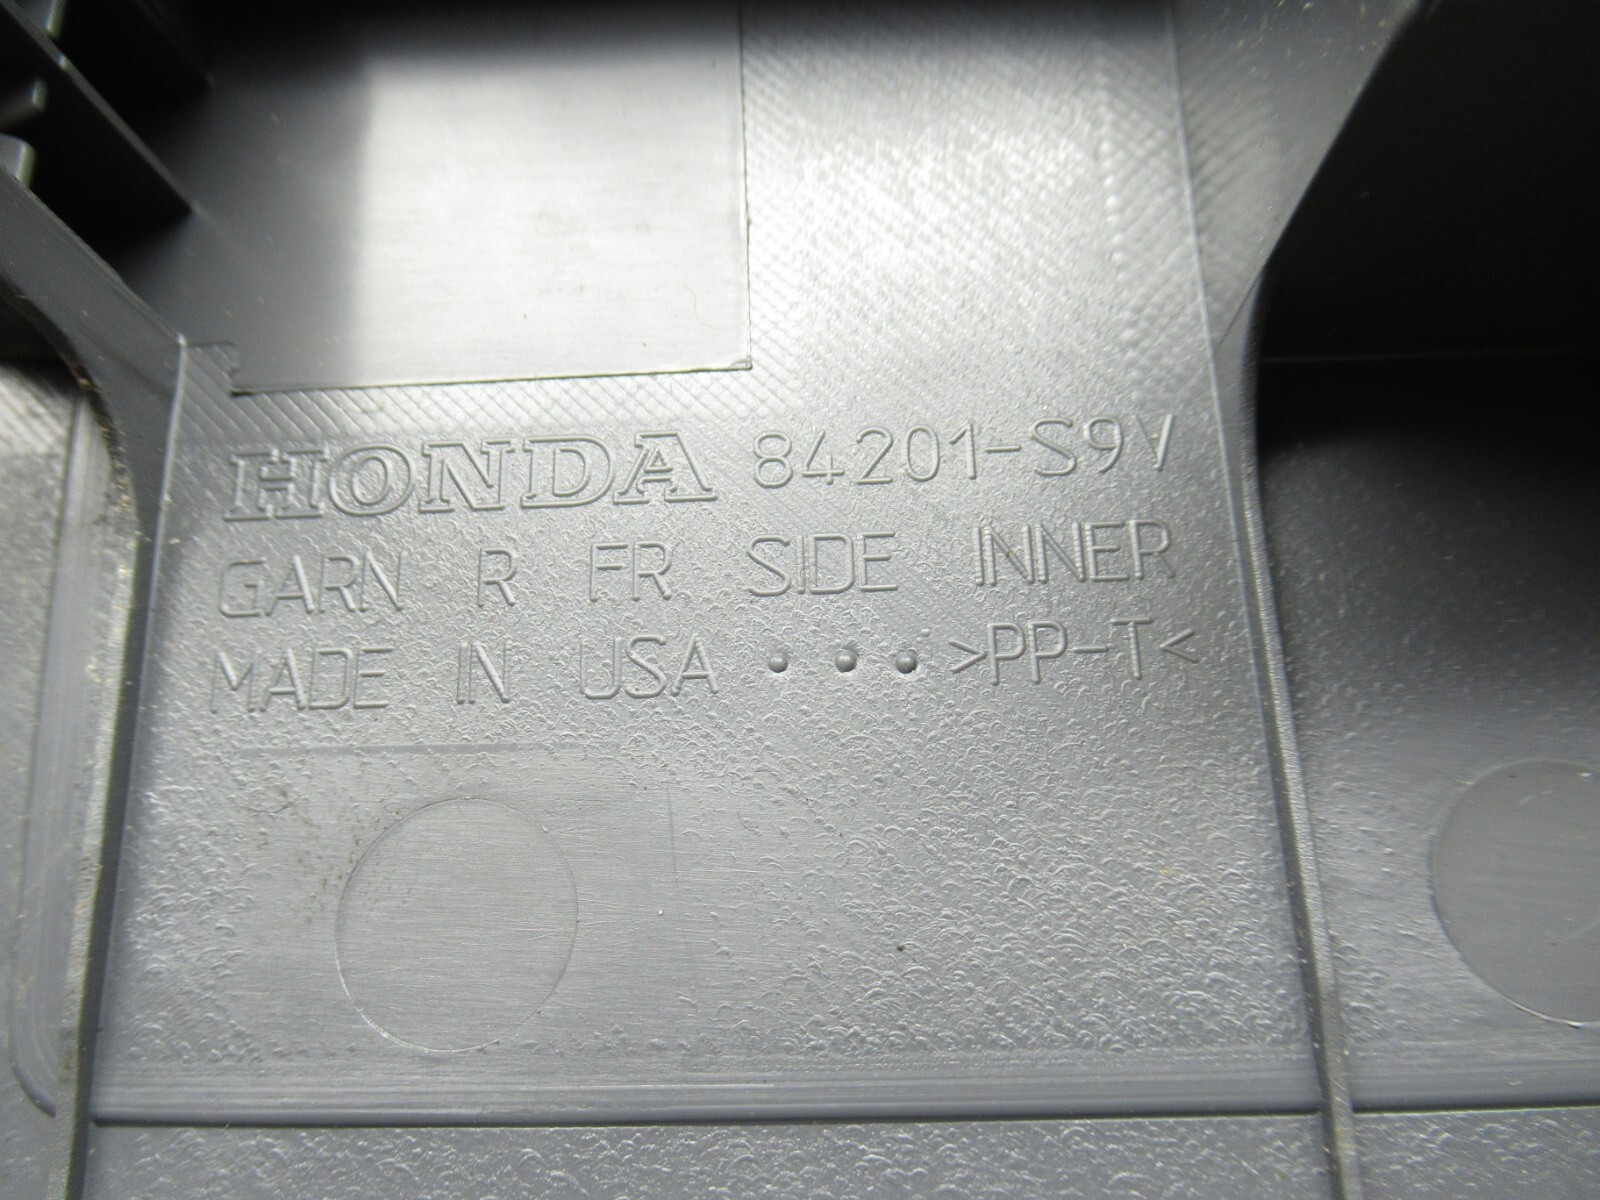 HONDA 84201-S9V
GARN R FR SIDE INNER
MADE IN USA • • • >PP-T<